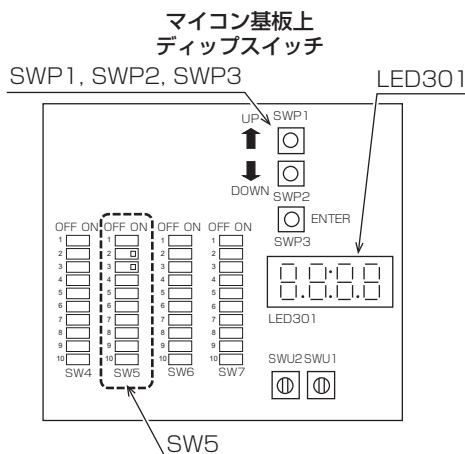 マイコン基板上
ディップスイッチ
SWP1, SWP2, SWP3
LED301
UP
SWP1
DOWN
SWP2
ENTER
SWP3
OFF ON
OFF ON
OFF ON
OFF ON
1
2
3
4
5
6
7
8
9
10
1
2
3
4
5
6
7
8
9
10
1
2
3
4
5
6
7
8
9
10
1
2
3
4
5
6
7
8
9
10
SW4
SW5
SW6
SW7
LED301
SWU2
SWU1
SW5